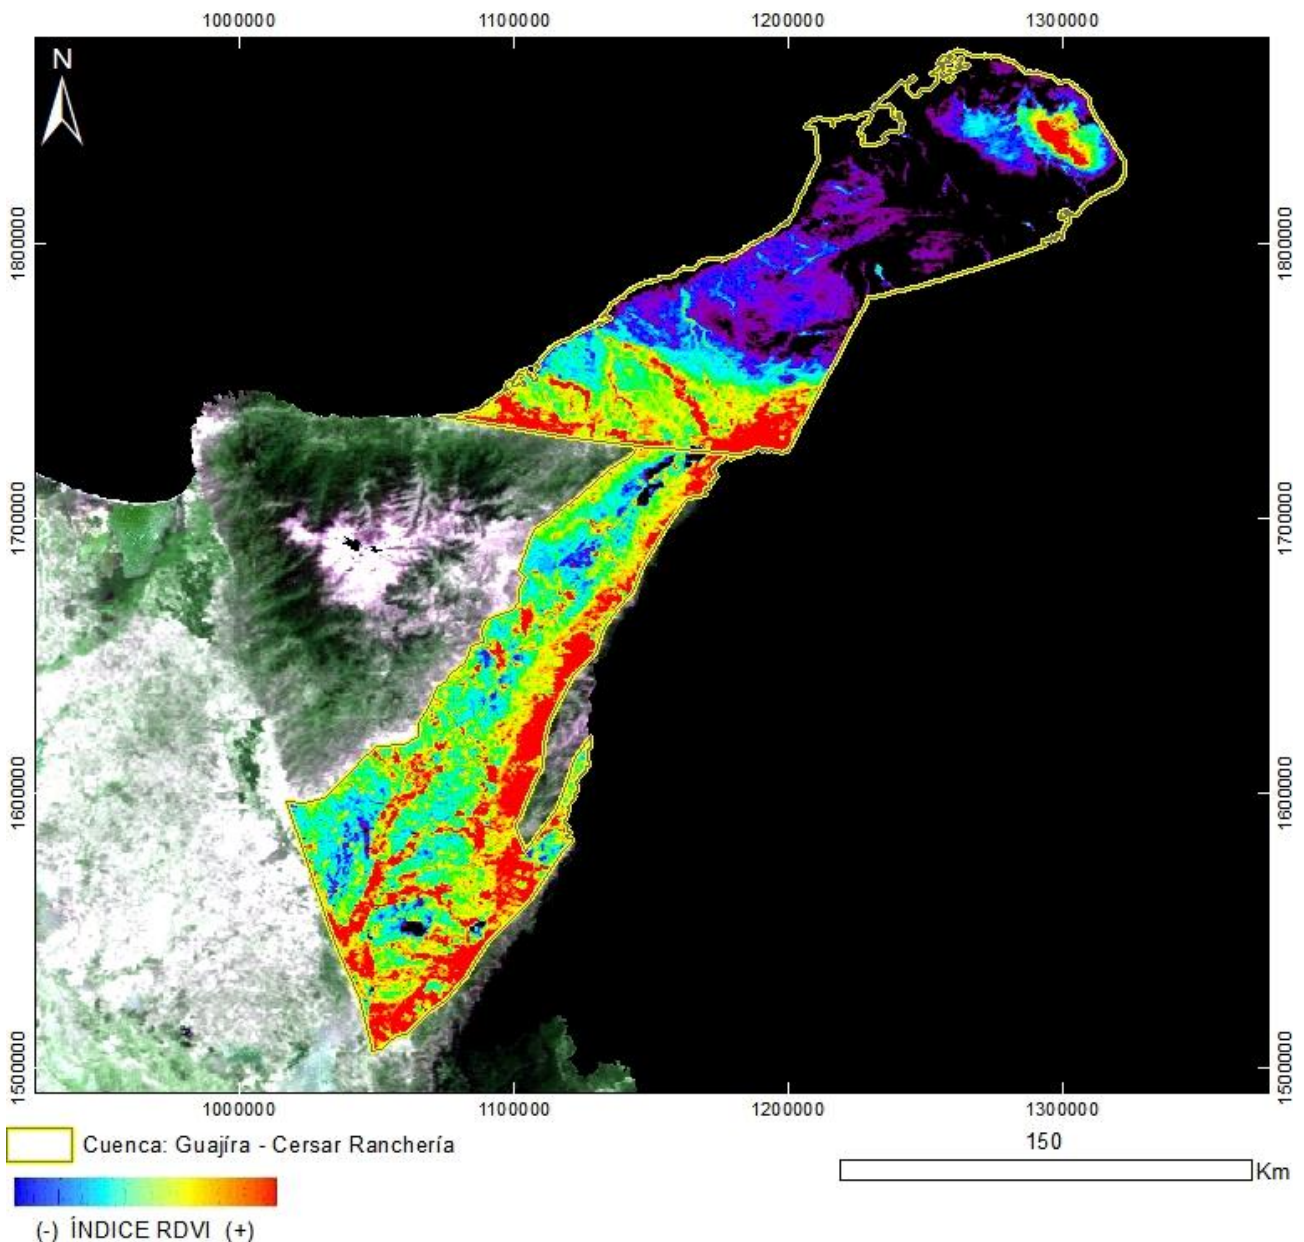 1000000 1100000 1200000 1300000
N
1800000 1800000
1700000 1700000
1600000 1600000
1500000 1500000
1000000 1100000 1200000 1300000
Cuenca: Guajíra - Cersar Ranchería
150
Km
(-) ÍNDICE RDVI (+)